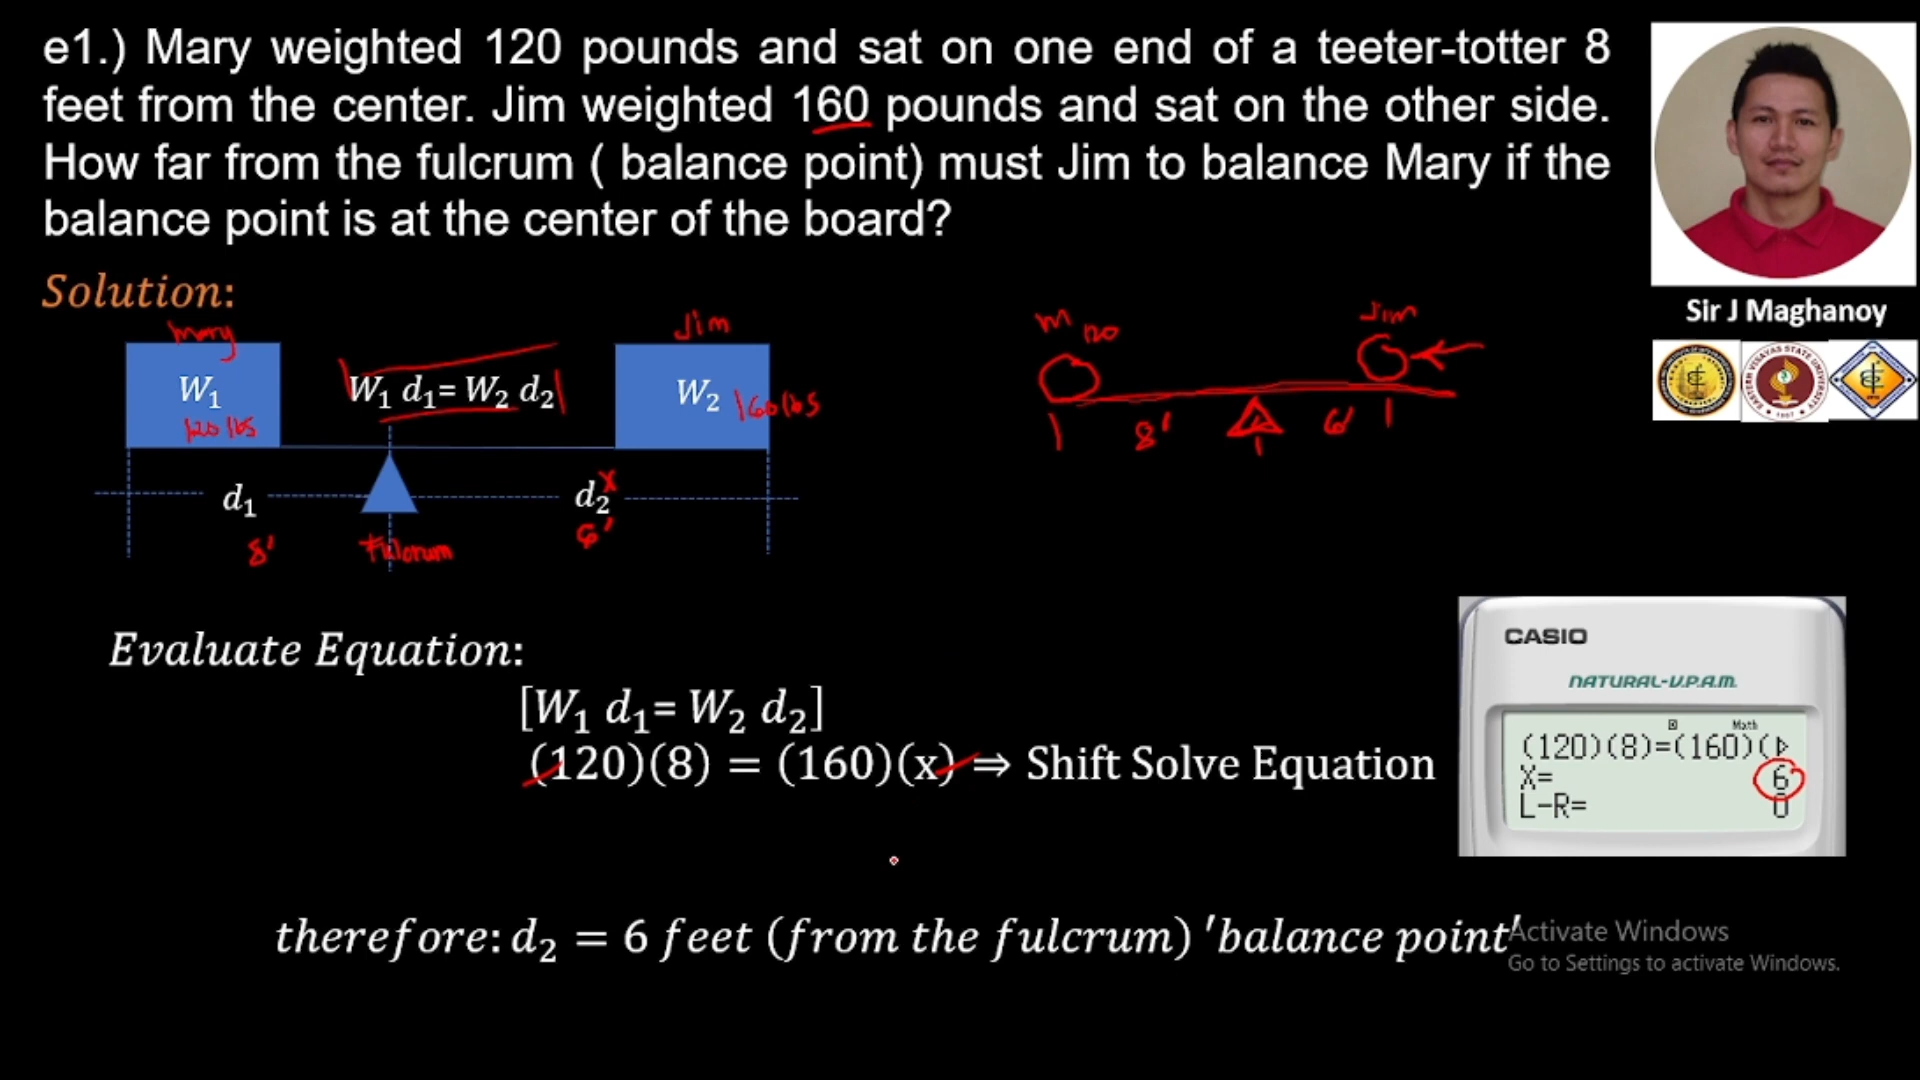 e1.) Mary weighted 120 pounds and sat on one end of a teeter-totter 8
feet from the center. Jim weighted 160 pounds and sat on the other side.
How far from the fulcrum ( balance point) must Jim to balance Mary if the
balance point is at the center of the board?
Sir J Maghanoy
Solution:
Mary
Jim
W₁
120 lbs
W₁ d₁= W₂ d₂
W₂
160 lbs
d₁
8'
Fulcrum
d₂ x
6'
M 120
Jim
8'
6'
Evaluate Equation:
[W₁ d₁= W₂ d₂]
(120)(8) = (160)(x) ⇒ Shift Solve Equation
CASIO
NATURAL-V.P.A.M.
Math
(120)(8)=(160)(
X= 6
L-R= 0
therefore: d₂ = 6 feet (from the fulcrum) 'balance point'
Activate Windows
Go to Settings to activate Windows.